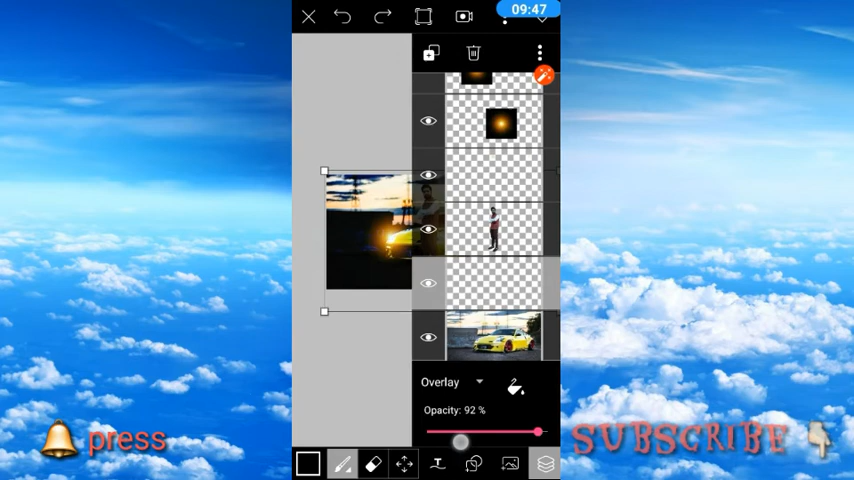 09:47
Overlay
Opacity: 92 %
press
SUBSCRIBE
T